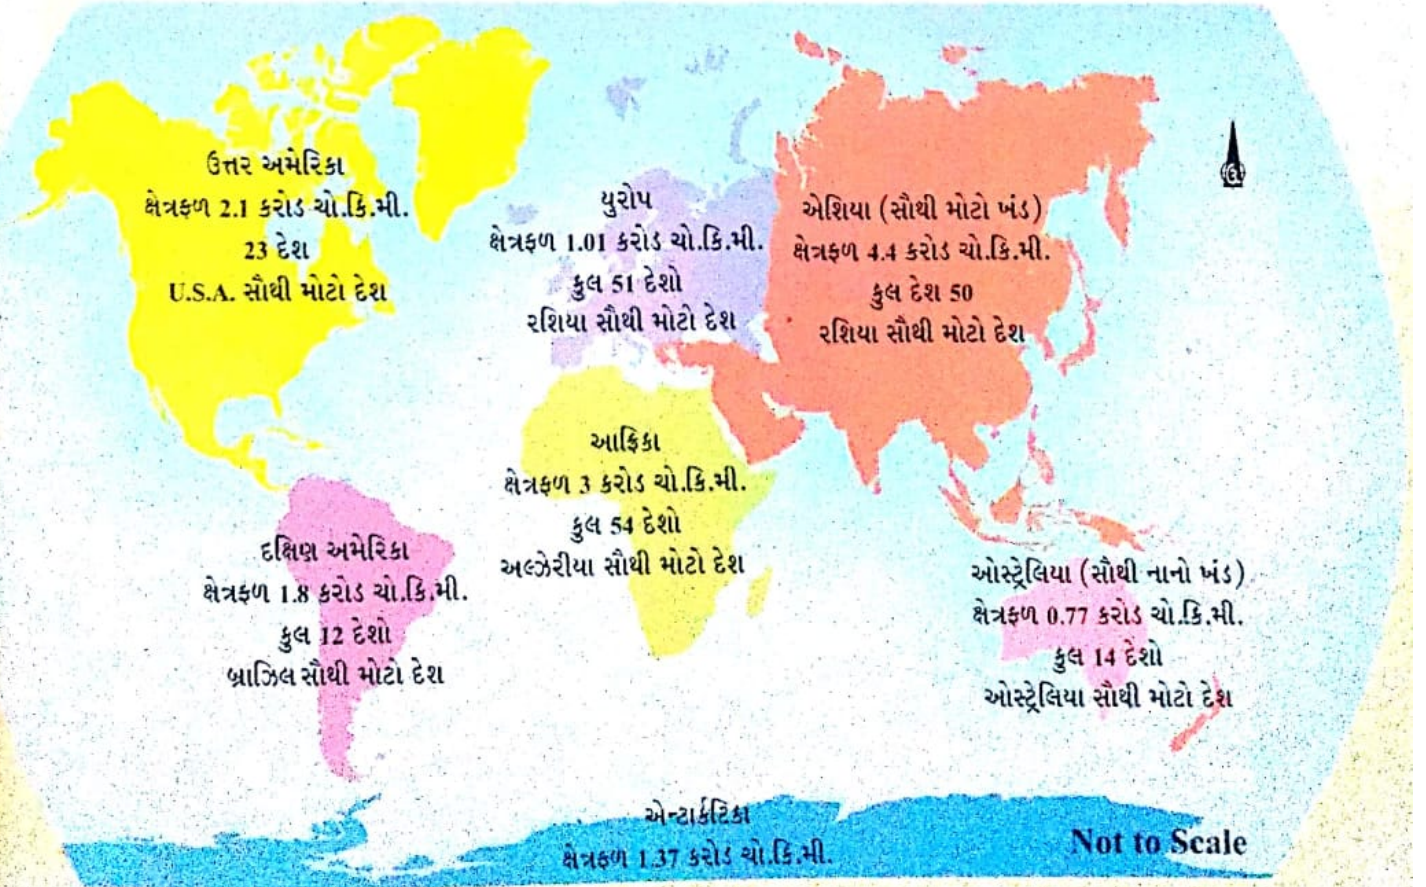 ઉત્તર અમેરિકા
ક્ષેત્રફળ 2.1 કરોડ ચો.કિ.મી.
23 દેશ
U.S.A. સૌથી મોટો દેશ
યુરોપ
ક્ષેત્રફળ 1.01 કરોડ ચો.કિ.મી.
કુલ 51 દેશો
રશિયા સૌથી મોટો દેશ
એશિયા (સૌથી મોટો ખંડ)
ક્ષેત્રફળ 4.4 કરોડ ચો.કિ.મી.
કુલ દેશ 50
રશિયા સૌથી મોટો દેશ
ઉ
આફ્રિકા
ક્ષેત્રફળ 3 કરોડ ચો.કિ.મી.
કુલ 54 દેશો
અલ્ઝેરીયા સૌથી મોટો દેશ
દક્ષિણ અમેરિકા
ક્ષેત્રફળ 1.8 કરોડ ચો.કિ.મી.
કુલ 12 દેશો
બ્રાઝિલ સૌથી મોટો દેશ
ઓસ્ટ્રેલિયા (સૌથી નાનો ખંડ)
ક્ષેત્રફળ 0.77 કરોડ ચો.કિ.મી.
કુલ 14 દેશો
ઓસ્ટ્રેલિયા સૌથી મોટો દેશ
એન્ટાર્કટિકા
ક્ષેત્રફળ 1.37 કરોડ ચો.કિ.મી.
Not to Scale